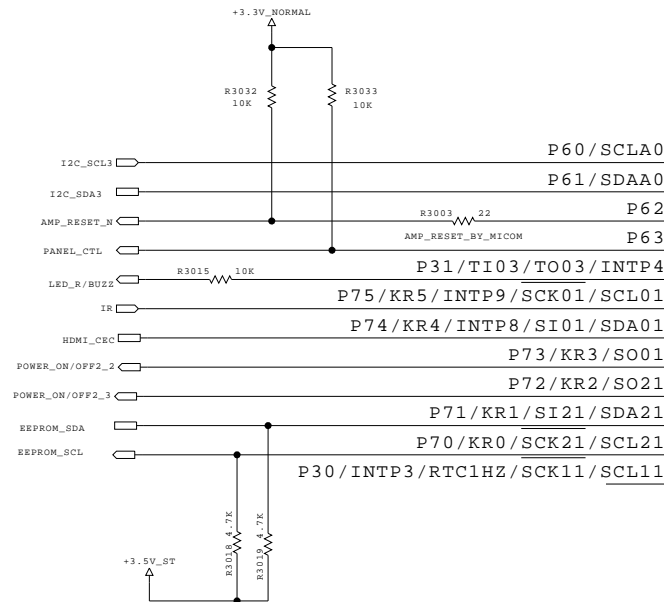 +3.3V_NORMAL
R3032
10K
R3033
10K
I2C_SCL3
P60/SCLA0
I2C_SDA3
P61/SDAA0
AMP_RESET_N
R3003 22
P62
AMP_RESET_BY_MICOM
PANEL_CTL
P63
LED_R/BUZZ
R3015 10K
P31/TI03/TO03/INTP4
IR
P75/KR5/INTP9/SCK01/SCL01
HDMI_CEC
P74/KR4/INTP8/SI01/SDA01
POWER_ON/OFF2_2
P73/KR3/SO01
POWER_ON/OFF2_3
P72/KR2/SO21
EEPROM_SDA
P71/KR1/SI21/SDA21
EEPROM_SCL
P70/KR0/SCK21/SCL21
P30/INTP3/RTC1HZ/SCK11/SCL11
R3018 4.7K
R3019 4.7K
+3.5V_ST